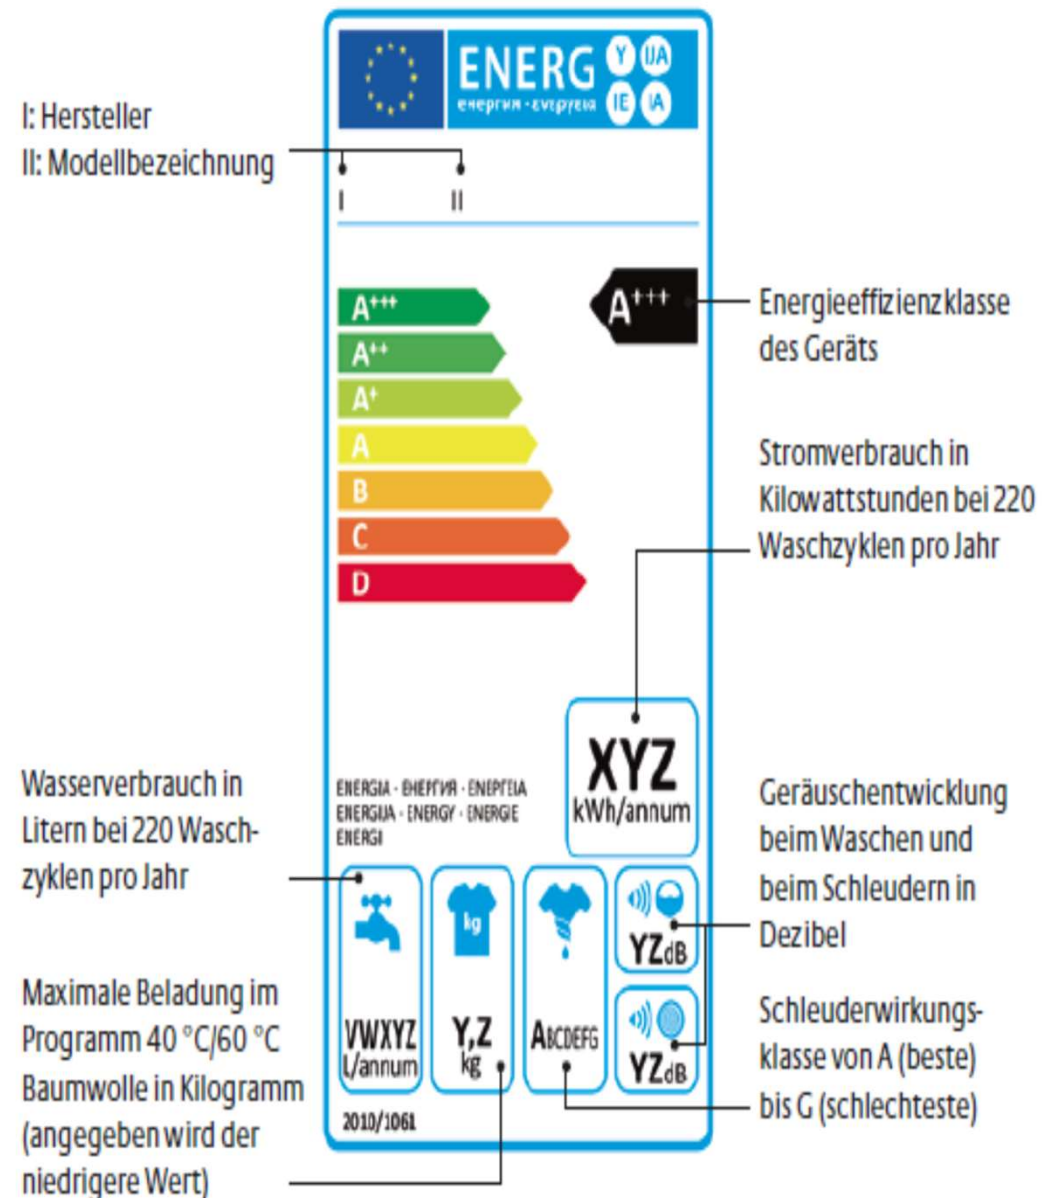 ENERG Y IJA
енергия · ενεργεια IE IA
I: Hersteller
II: Modellbezeichnung
I II
A+++
A++
A+
A
B
C
D
A+++
Energieeffizienzklasse
des Geräts
Stromverbrauch in
Kilowattstunden bei 220
Waschzyklen pro Jahr
XYZ
kWh/annum
ENERGIA · ЕНЕРГИЯ · ΕΝΕΡΓΕΙΑ
ENERGIJA · ENERGY · ENERGIE
ENERGI
Wasserverbrauch in
Litern bei 220 Wasch-
zyklen pro Jahr
Geräuschentwicklung
beim Waschen und
beim Schleudern in
Dezibel
kg
VWXYZ
L/annum
Y,Z
kg
ABCDEFG
YZdB
YZdB
2010/1061
Maximale Beladung im
Programm 40 °C/60 °C
Baumwolle in Kilogramm
(angegeben wird der
niedrigere Wert)
Schleuderwirkungs-
klasse von A (beste)
bis G (schlechteste)